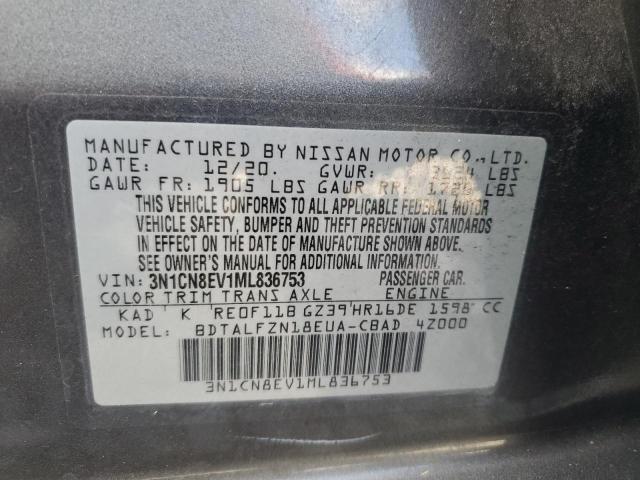 MANUFACTURED BY NISSAN MOTOR CO.,LTD.
DATE: 12/20. GVWR: 3634 LBS
GAWR FR: 1905 LBS GAWR RR: LBS
THIS VEHICLE CONFORMS TO ALL APPLICABLE FEDERAL MOTOR
VEHICLE SAFETY, BUMPER AND THEFT PREVENTION STANDARDS
IN EFFECT ON THE DATE OF MANUFACTURE SHOWN ABOVE.
SEE OWNER'S MANUAL FOR ADDITIONAL INFORMATION.
VIN: 3N1CN8EV1ML836753 PASSENGER CAR.
COLOR TRIM TRANS AXLE ENGINE
KAD K RE0F11B GZ39 HR16DE 1598 CC
MODEL: BDTALFZN18EUA-CBAD 4Z000
3N1CN8EV1ML836753